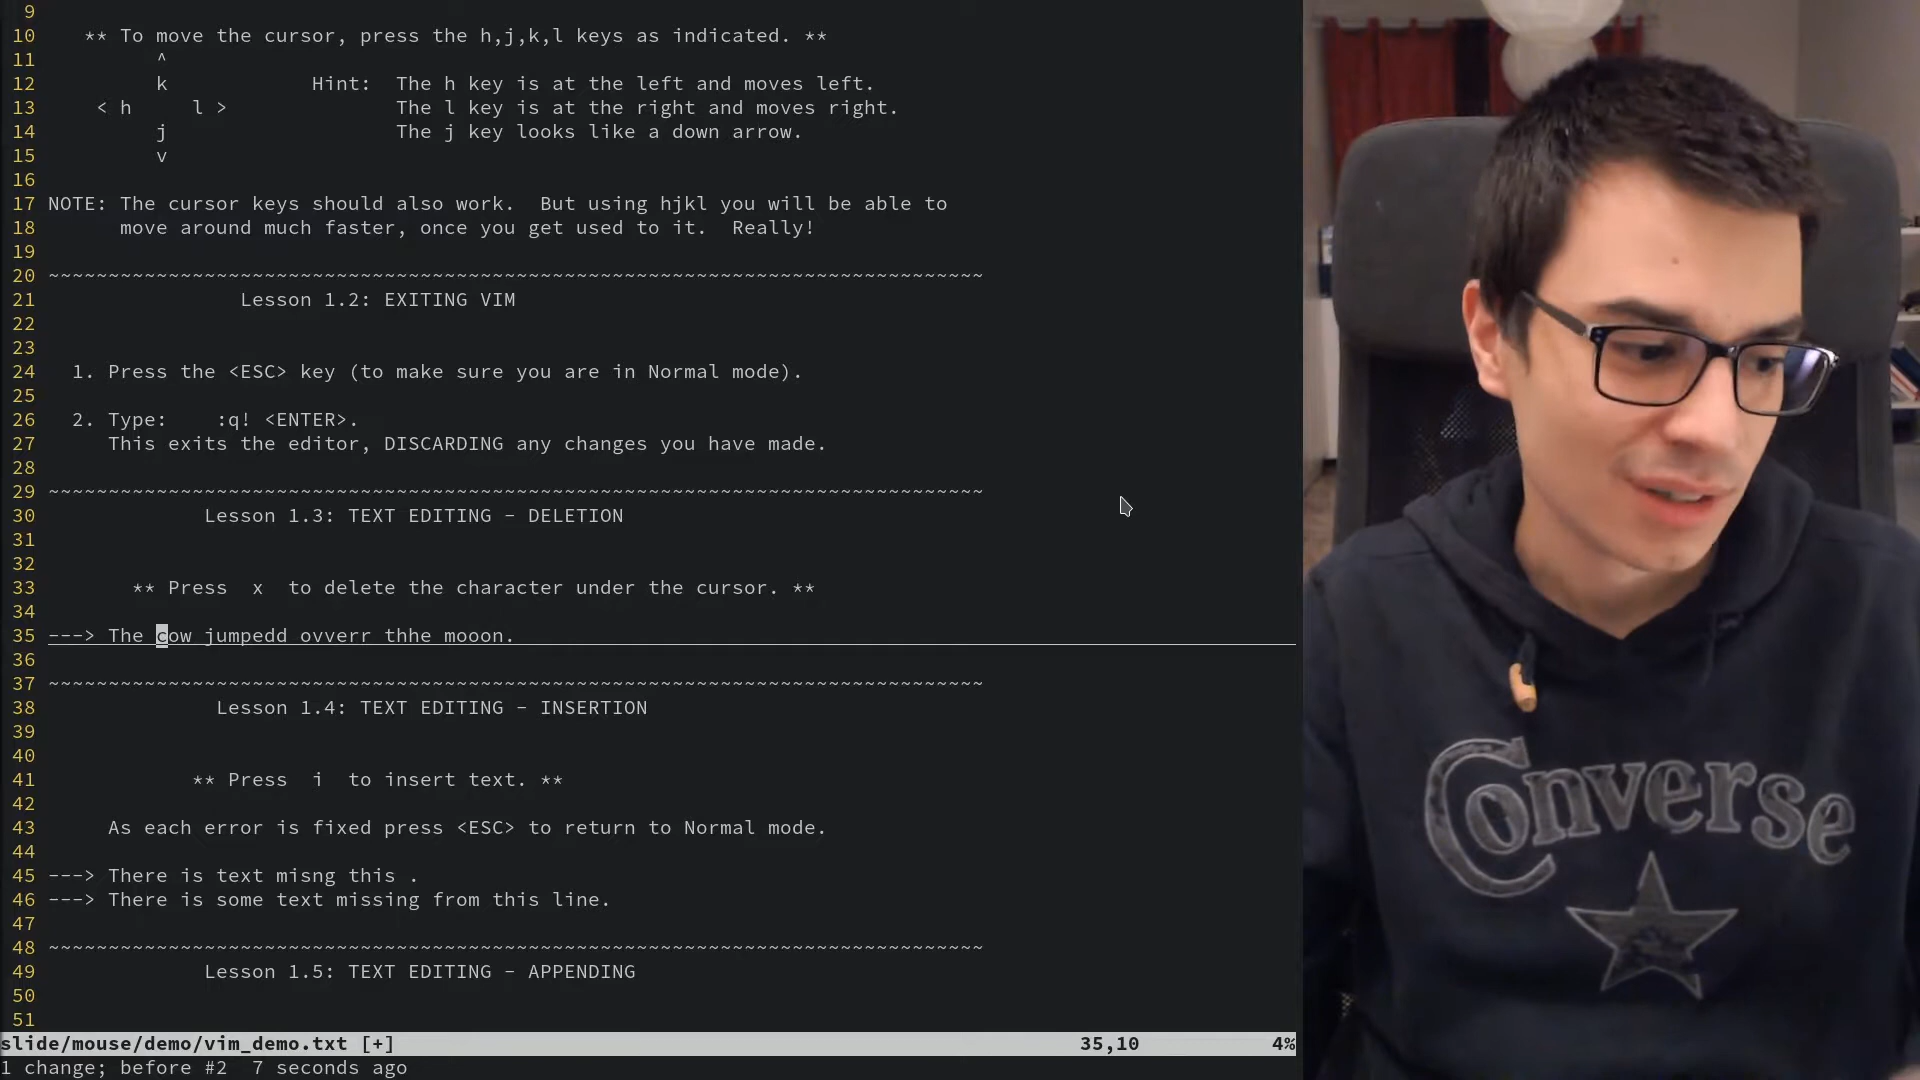 9
10    ** To move the cursor, press the h,j,k,l keys as indicated. **
11          ^
12          k            Hint:  The h key is at the left and moves left.
13     < h     l >              The l key is at the right and moves right.
14          j                   The j key looks like a down arrow.
15          v
16
17 NOTE: The cursor keys should also work.  But using hjkl you will be able to
18       move around much faster, once you get used to it.  Really!
19
20 ~~~~~~~~~~~~~~~~~~~~~~~~~~~~~~~~~~~~~~~~~~~~~~~~~~~~~~~~~~~~~~~~~~~~~~~~~~~~~~
21                 Lesson 1.2: EXITING VIM
22
23
24   1. Press the <ESC> key (to make sure you are in Normal mode).
25
26   2. Type:    :q! <ENTER>.
27      This exits the editor, DISCARDING any changes you have made.
28
29 ~~~~~~~~~~~~~~~~~~~~~~~~~~~~~~~~~~~~~~~~~~~~~~~~~~~~~~~~~~~~~~~~~~~~~~~~~~~~~~
30              Lesson 1.3: TEXT EDITING - DELETION
31
32
33        ** Press  x  to delete the character under the cursor. **
34
35 ---> The cow jumpedd ovverr thhe mooon.
36
37 ~~~~~~~~~~~~~~~~~~~~~~~~~~~~~~~~~~~~~~~~~~~~~~~~~~~~~~~~~~~~~~~~~~~~~~~~~~~~~~
38               Lesson 1.4: TEXT EDITING - INSERTION
39
40
41             ** Press  i  to insert text. **
42
43      As each error is fixed press <ESC> to return to Normal mode.
44
45 ---> There is text misng this .
46 ---> There is some text missing from this line.
47
48 ~~~~~~~~~~~~~~~~~~~~~~~~~~~~~~~~~~~~~~~~~~~~~~~~~~~~~~~~~~~~~~~~~~~~~~~~~~~~~~
49              Lesson 1.5: TEXT EDITING - APPENDING
50
51
slide/mouse/demo/vim_demo.txt [+]    35,10    4%
1 change; before #2  7 seconds ago
Converse